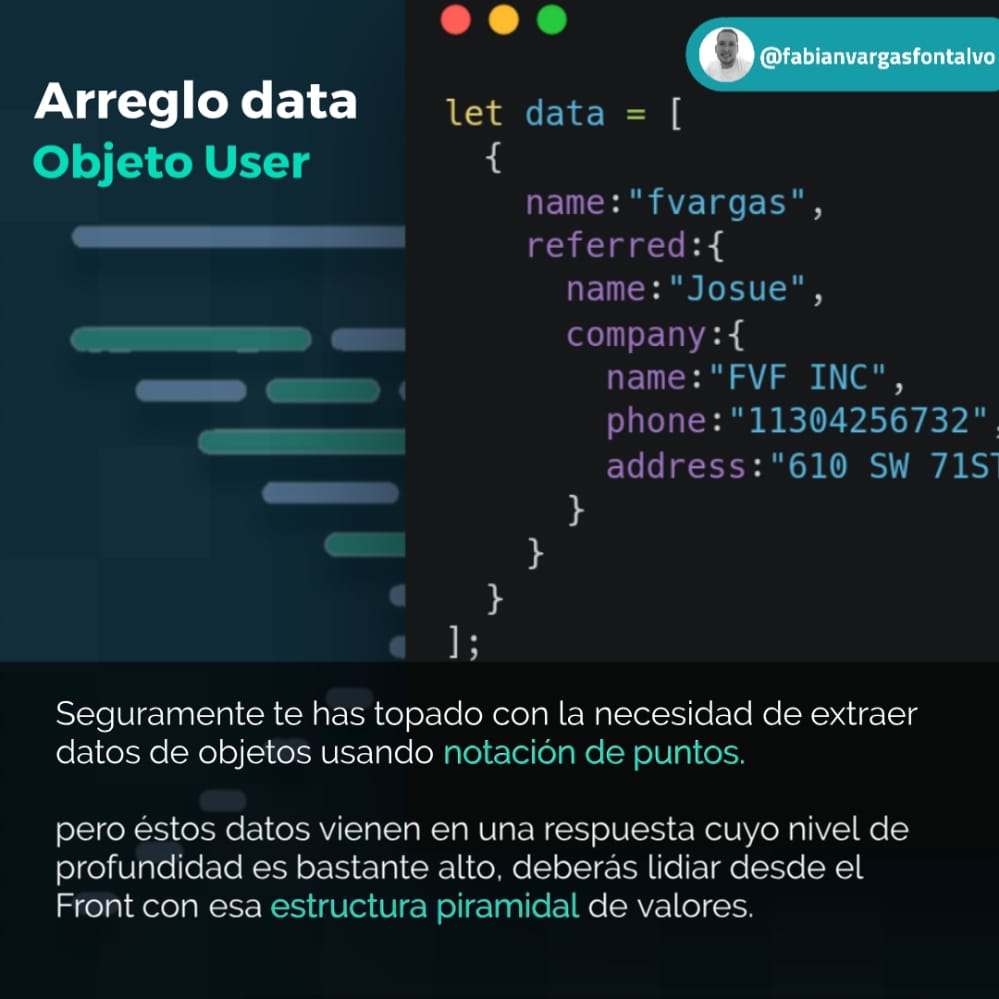 Arreglo data
Objeto User
@fabianvargasfontalvo
let data = [
{
name:"fvargas",
referred:{
name:"Josue",
company:{
name:"FVF INC",
phone:"11304256732",
address:"610 SW 71ST
}
}
}
];
Seguramente te has topado con la necesidad de extraer
datos de objetos usando notación de puntos.
pero éstos datos vienen en una respuesta cuyo nivel de
profundidad es bastante alto, deberás lidiar desde el
Front con esa estructura piramidal de valores.